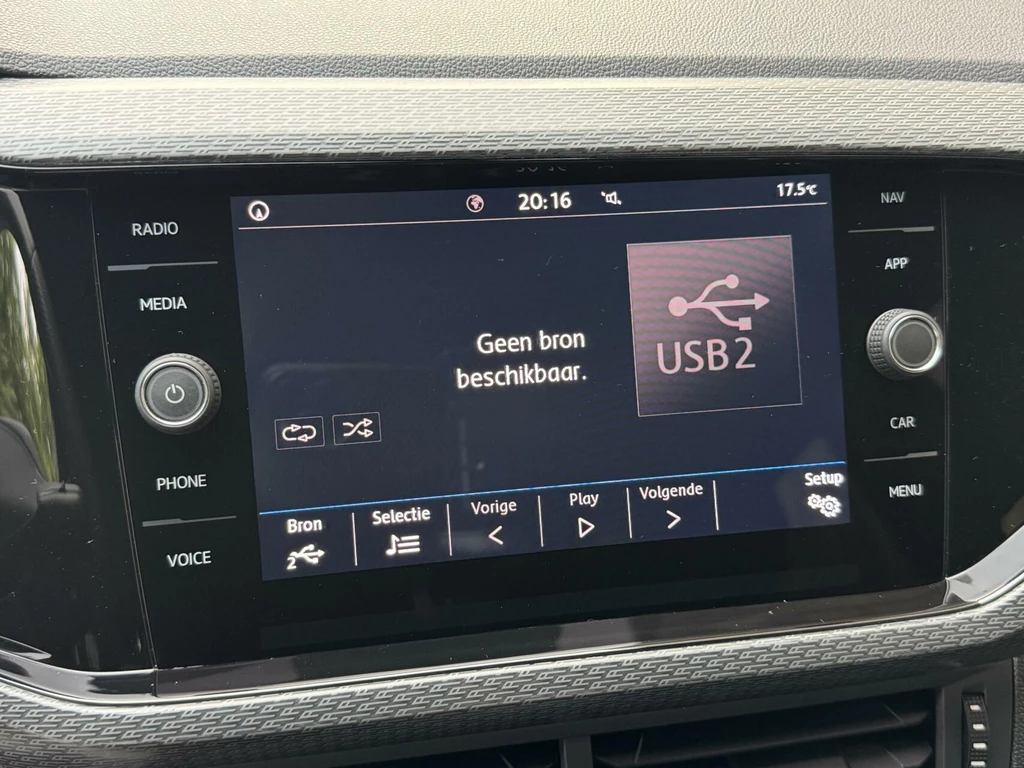 RADIO
MEDIA
PHONE
VOICE
20:16
17.5°C
Geen bron
beschikbaar.
USB 2
Bron
2
Selectie
Vorige
Play
Volgende
Setup
NAV
APP
CAR
MENU